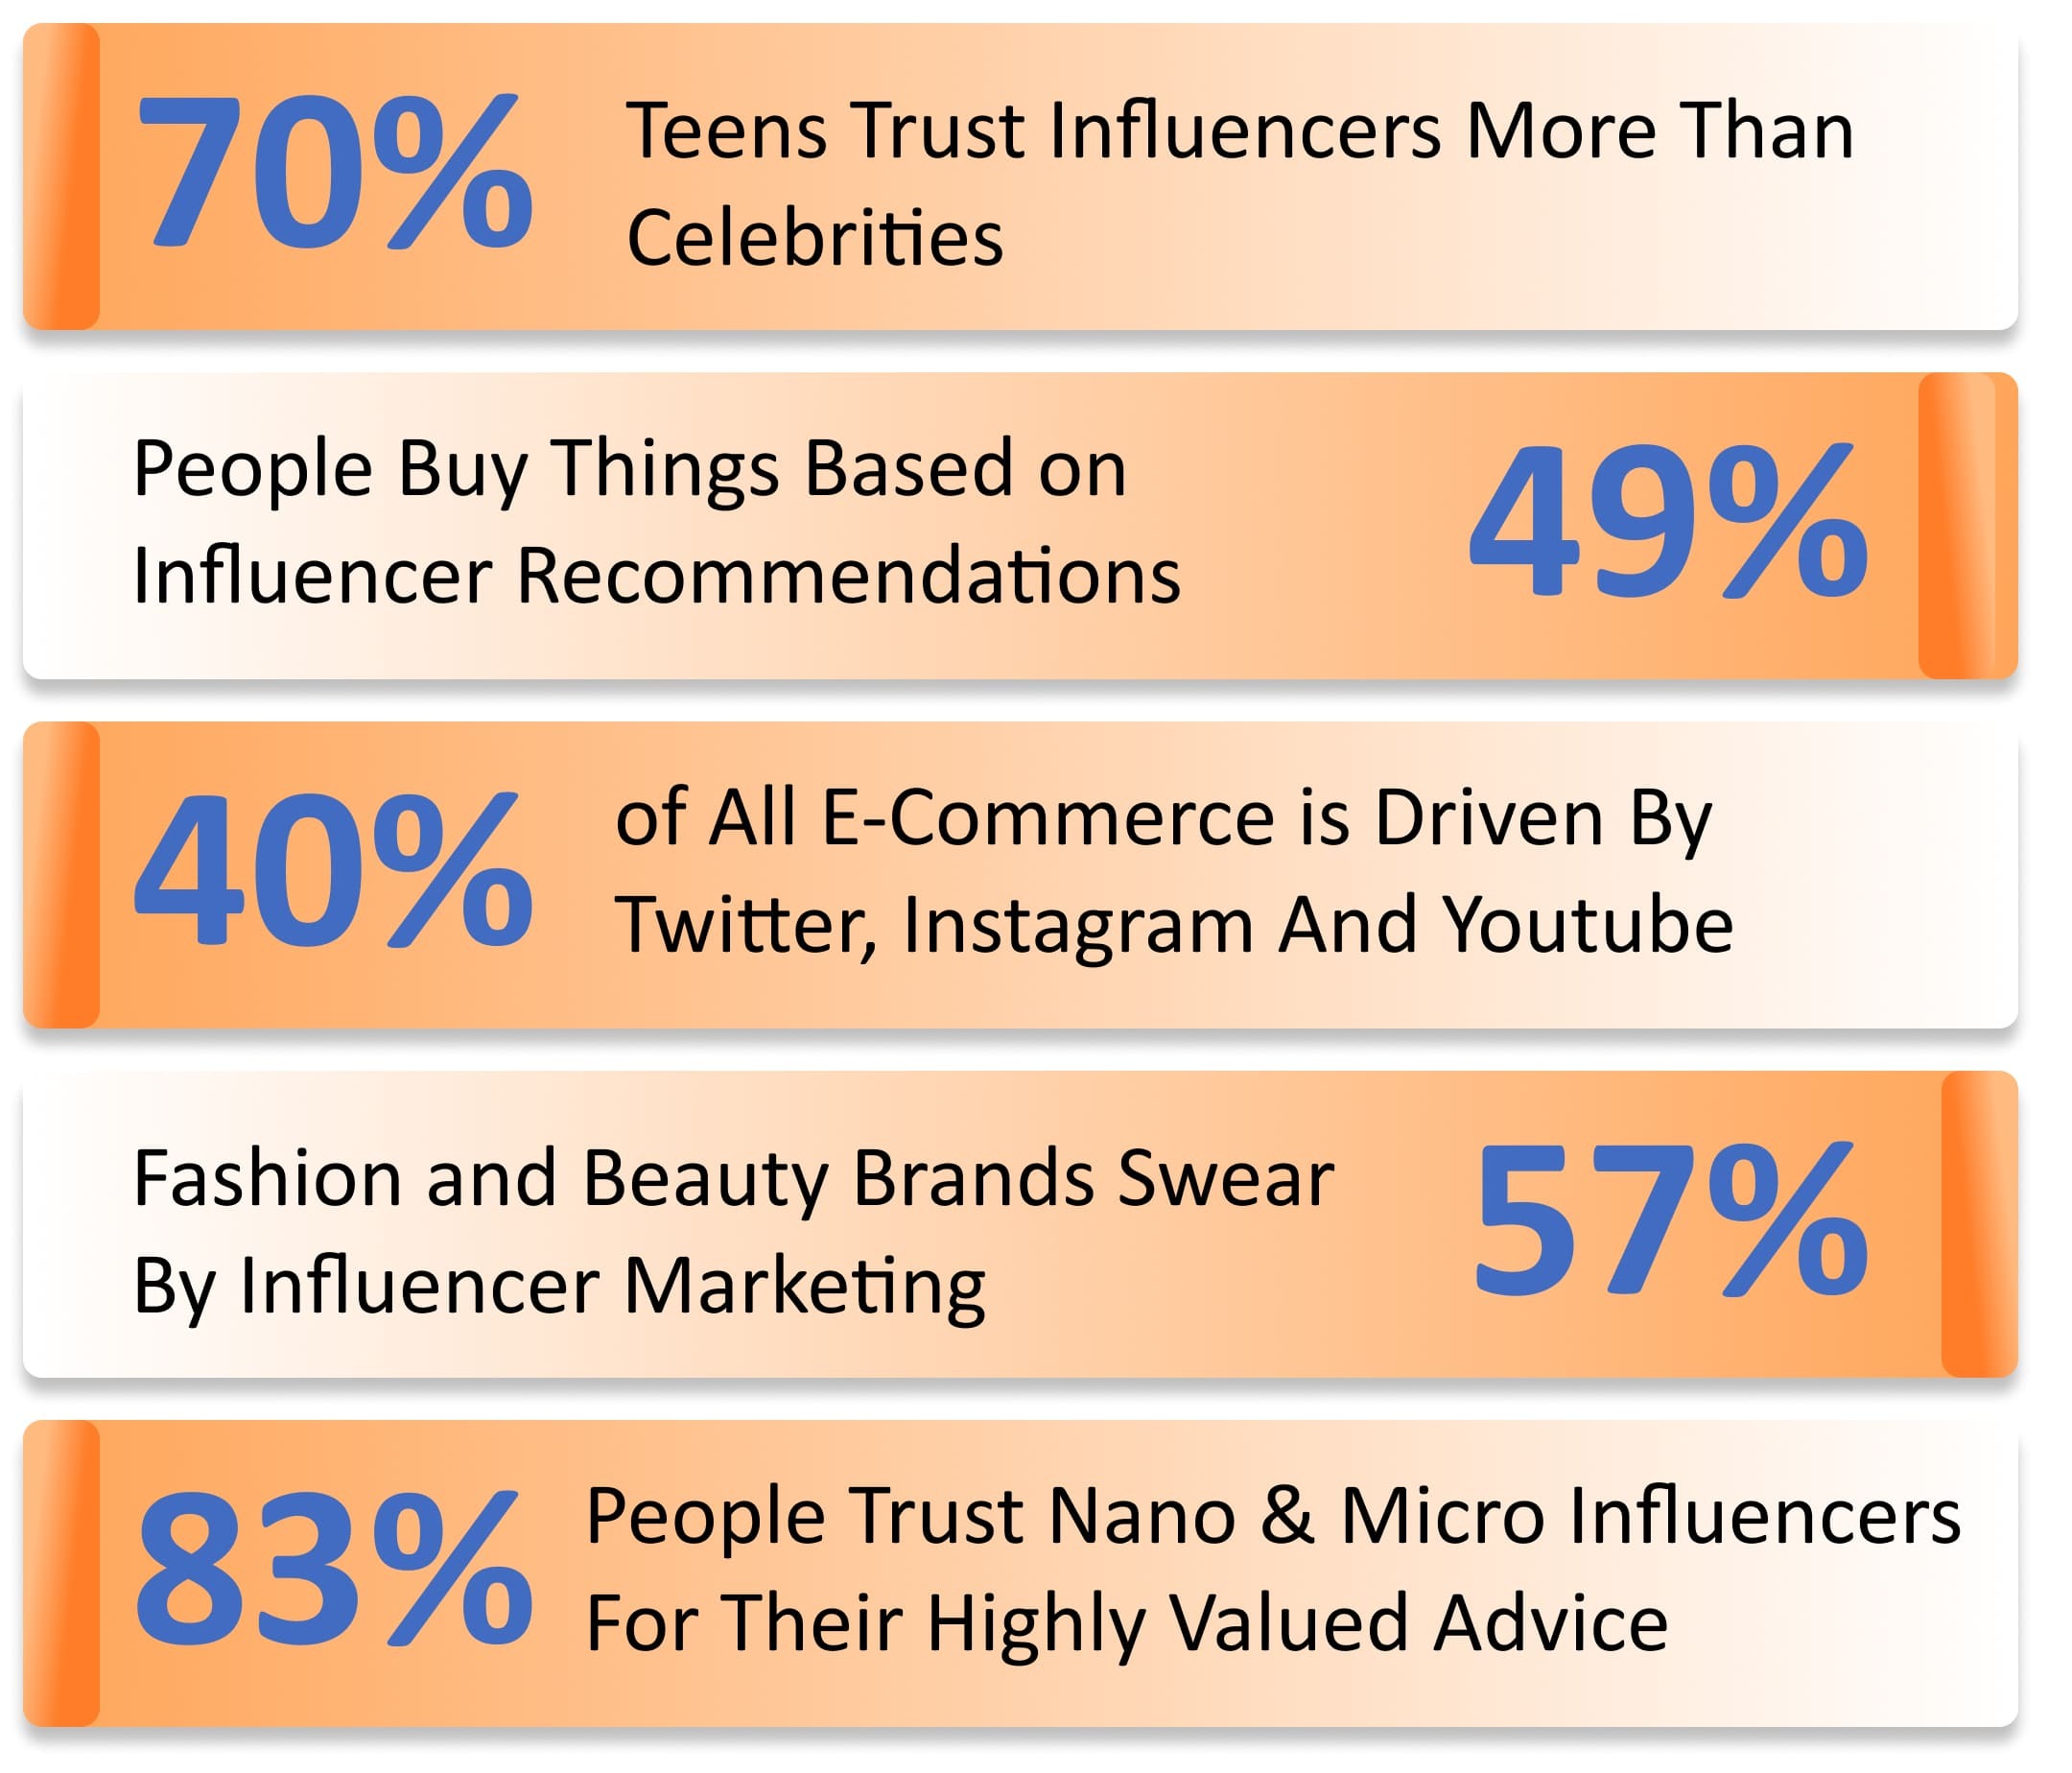 70%
Teens Trust Influencers More Than
Celebrities
People Buy Things Based on
Influencer Recommendations
49%
40%
of All E-Commerce is Driven By
Twitter, Instagram And Youtube
Fashion and Beauty Brands Swear
By Influencer Marketing
57%
83%
People Trust Nano & Micro Influencers
For Their Highly Valued Advice